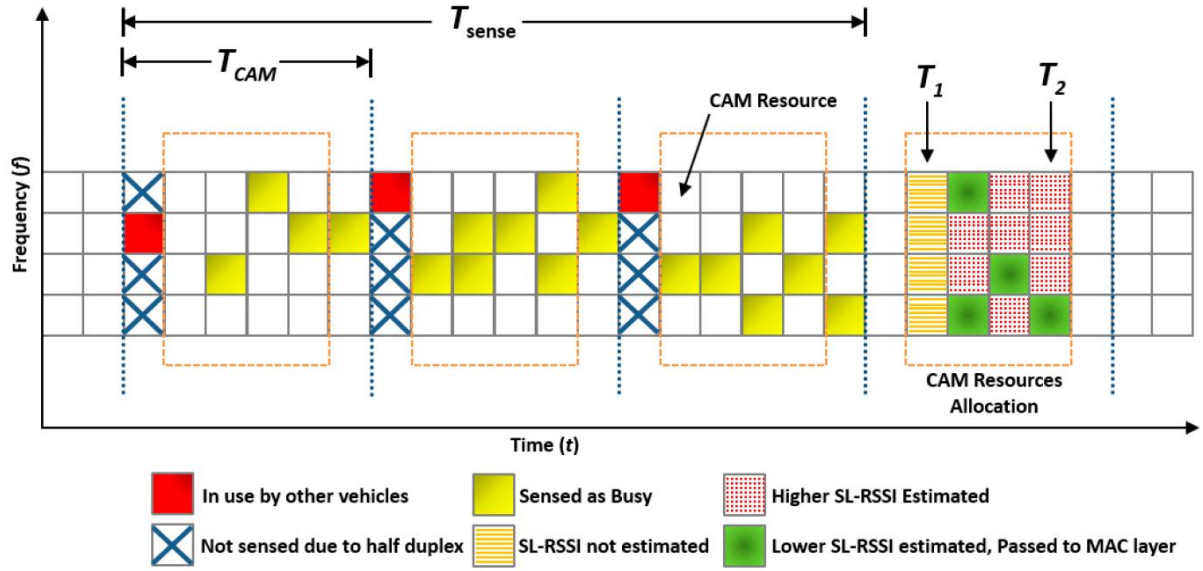 T_sense
T_CAM
T_1
T_2
CAM Resource
Frequency (f)
CAM Resources
Allocation
Time (t)
In use by other vehicles
Sensed as Busy
Higher SL-RSSI Estimated
Not sensed due to half duplex
SL-RSSI not estimated
Lower SL-RSSI estimated, Passed to MAC layer